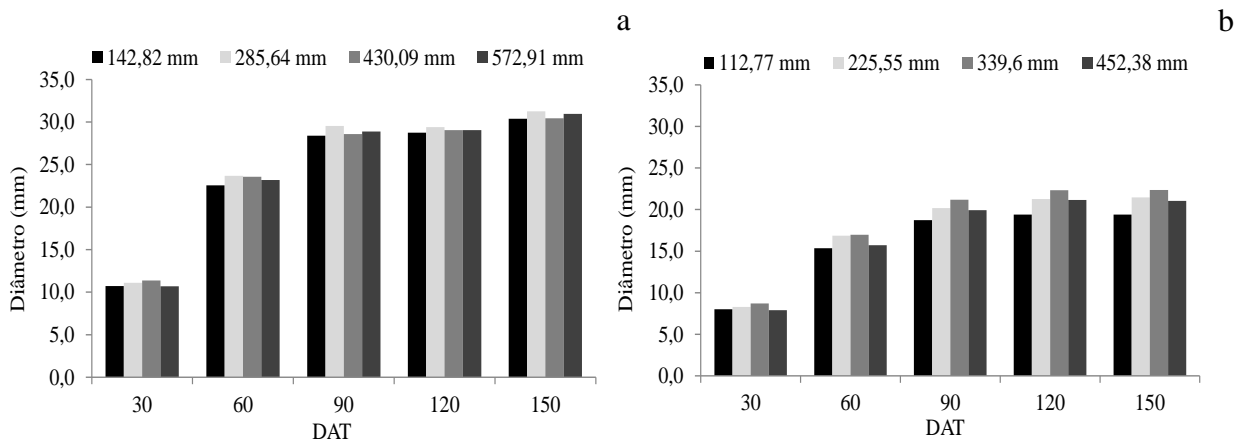 a
142,82 mm 285,64 mm 430,09 mm 572,91 mm
35,0
30,0
25,0
20,0
15,0
10,0
5,0
0,0
Diâmetro (mm)
30 60 90 120 150
DAT
b
112,77 mm 225,55 mm 339,6 mm 452,38 mm
35,0
30,0
25,0
20,0
15,0
10,0
5,0
0,0
Diâmetro (mm)
30 60 90 120 150
DAT